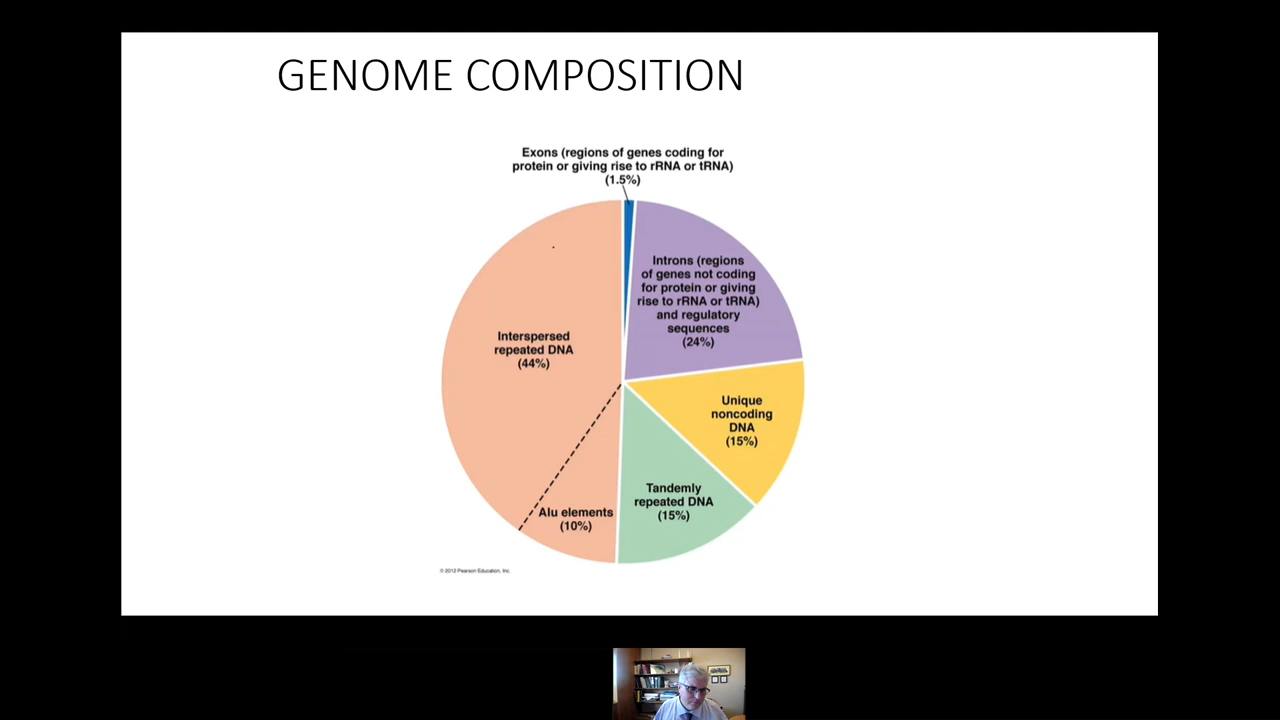 GENOME COMPOSITION
Exons (regions of genes coding for
protein or giving rise to rRNA or tRNA)
(1.5%)
Introns (regions
of genes not coding
for protein or giving
rise to rRNA or tRNA)
and regulatory
sequences
(24%)
Interspersed
repeated DNA
(44%)
Unique
noncoding
DNA
(15%)
Tandemly
repeated DNA
(15%)
Alu elements
(10%)
© 2012 Pearson Education, Inc.